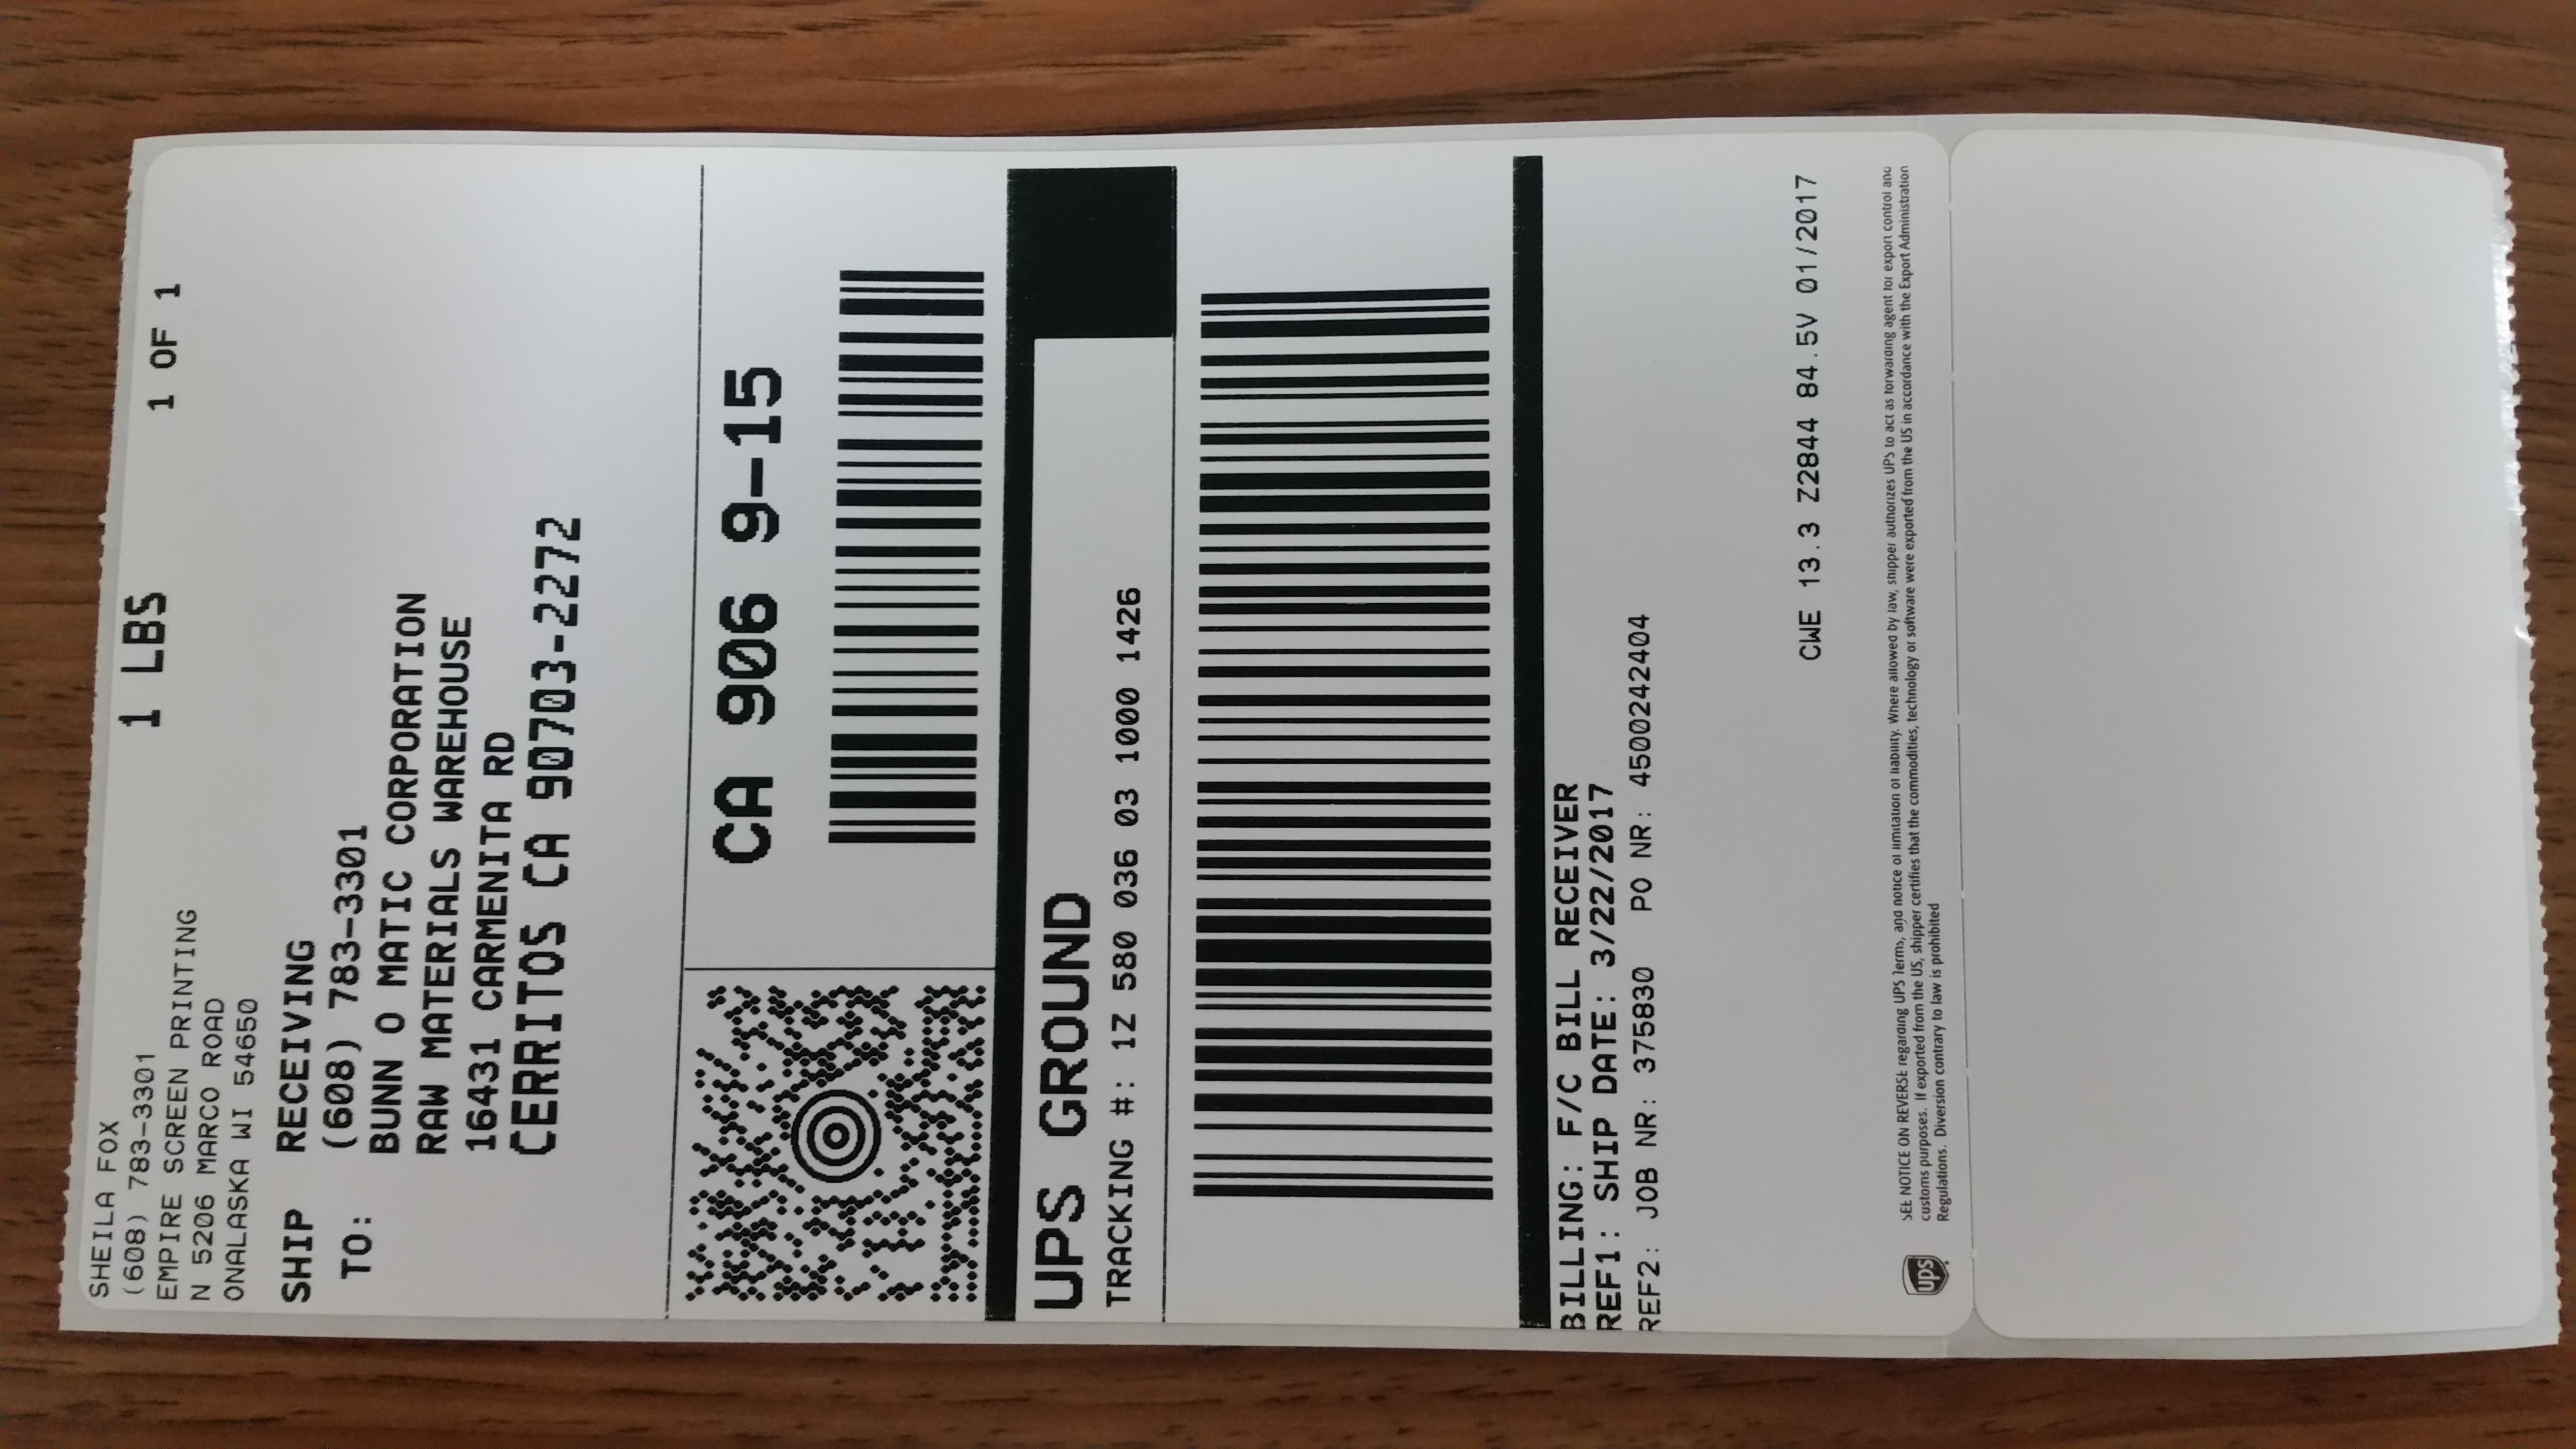 SHEILA FOX
(608) 783-3301
EMPIRE SCREEN PRINTING
N 5206 MARCO ROAD
ONALASKA WI 54650
1 LBS
1 OF 1
SHIP TO:
RECEIVING
(608) 783-3301
BUNN O MATIC CORPORATION
RAW MATERIALS WAREHOUSE
16431 CARMENITA RD
CERRITOS CA 90703-2272
CA 906 9-15
UPS GROUND
TRACKING #: 1Z 580 036 03 1000 1426
BILLING: F/C BILL RECEIVER
REF1: SHIP DATE: 3/22/2017
REF2: JOB NR: 375830 PO NR: 4500242404
CWE 13.3 Z2844 84.5V 01/2017
ups
SEE NOTICE ON REVERSE regarding UPS Terms, and notice of limitation of liability. Where allowed by law, shipper authorizes UPS to act as forwarding agent for export control and
customs purposes. If exported from the US, shipper certifies that the commodities, technology or software were exported from the US in accordance with the Export Administration
Regulations. Diversion contrary to law is prohibited